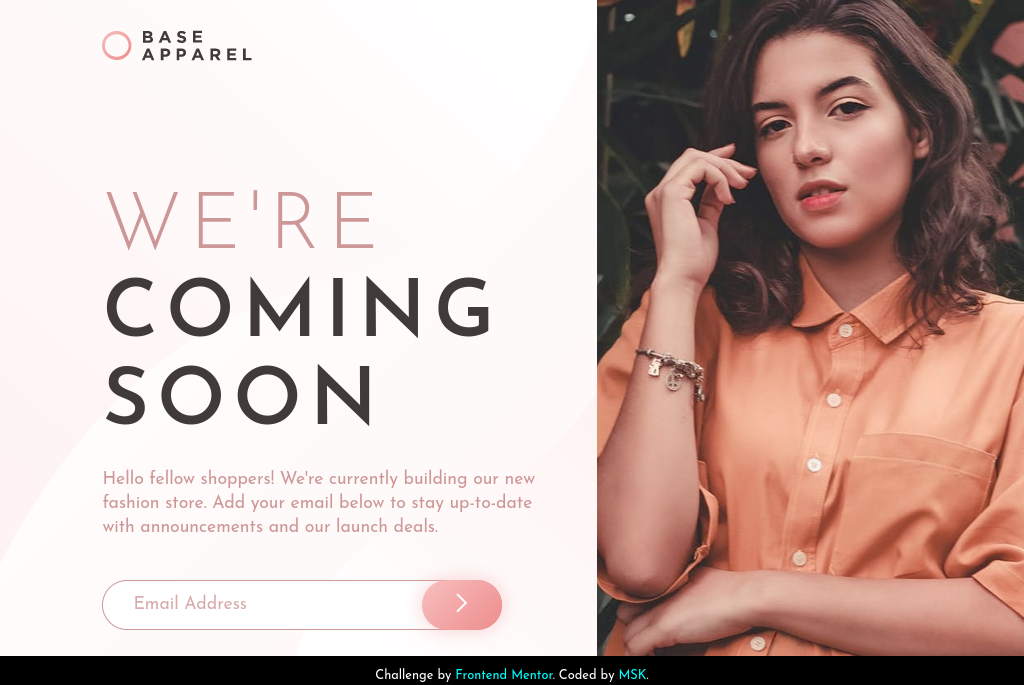 BASE
APPAREL
WE'RE
COMING
SOON
Hello fellow shoppers! We're currently building our new
fashion store. Add your email below to stay up-to-date
with announcements and our launch deals.
Email Address
Challenge by Frontend Mentor. Coded by MSK.